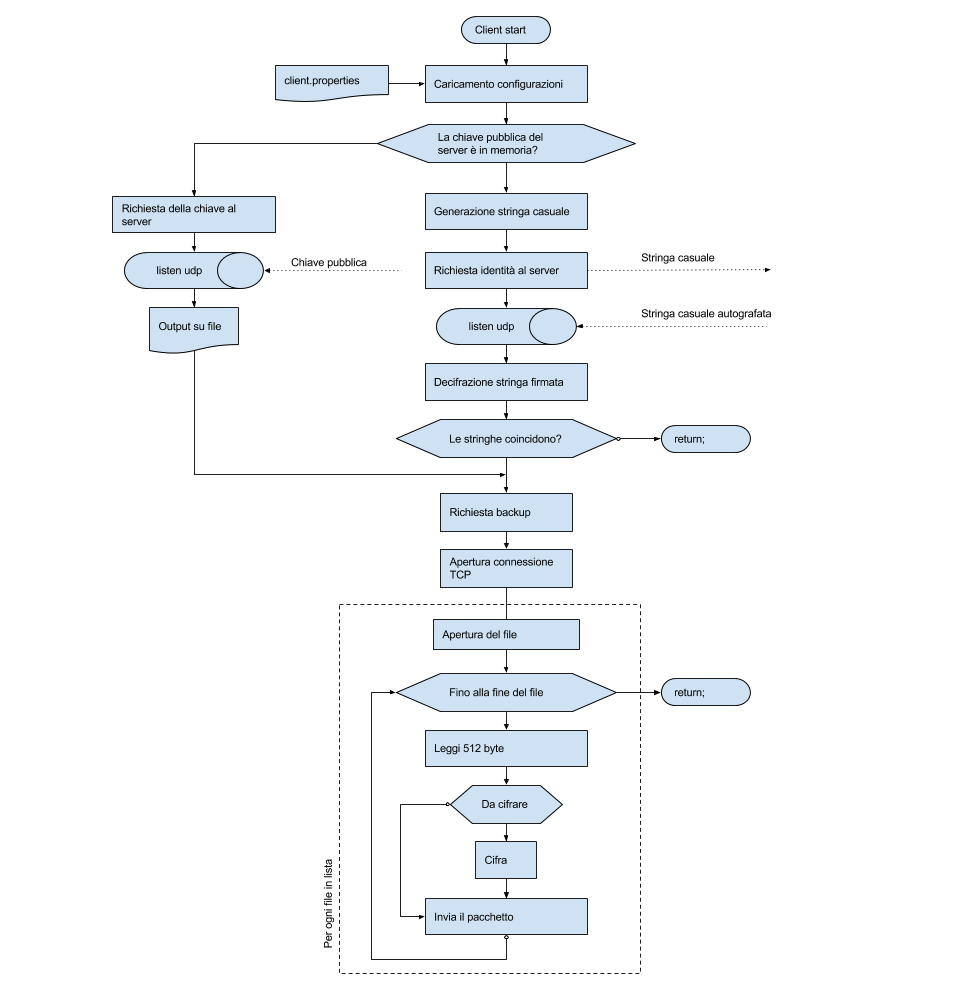 Client start
client.properties
Caricamento configurazioni
La chiave pubblica del
server è in memoria?
Richiesta della chiave al
server
Generazione stringa casuale
listen udp
Chiave pubblica
Richiesta identità al server
Stringa casuale
Output su file
listen udp
Stringa casuale autografata
Decifrazione stringa firmata
Le stringhe coincidono?
return;
Richiesta backup
Apertura connessione
TCP
Apertura del file
Fino alla fine del file
return;
Leggi 512 byte
Da cifrare
Cifra
Invia il pacchetto
Per ogni file in lista